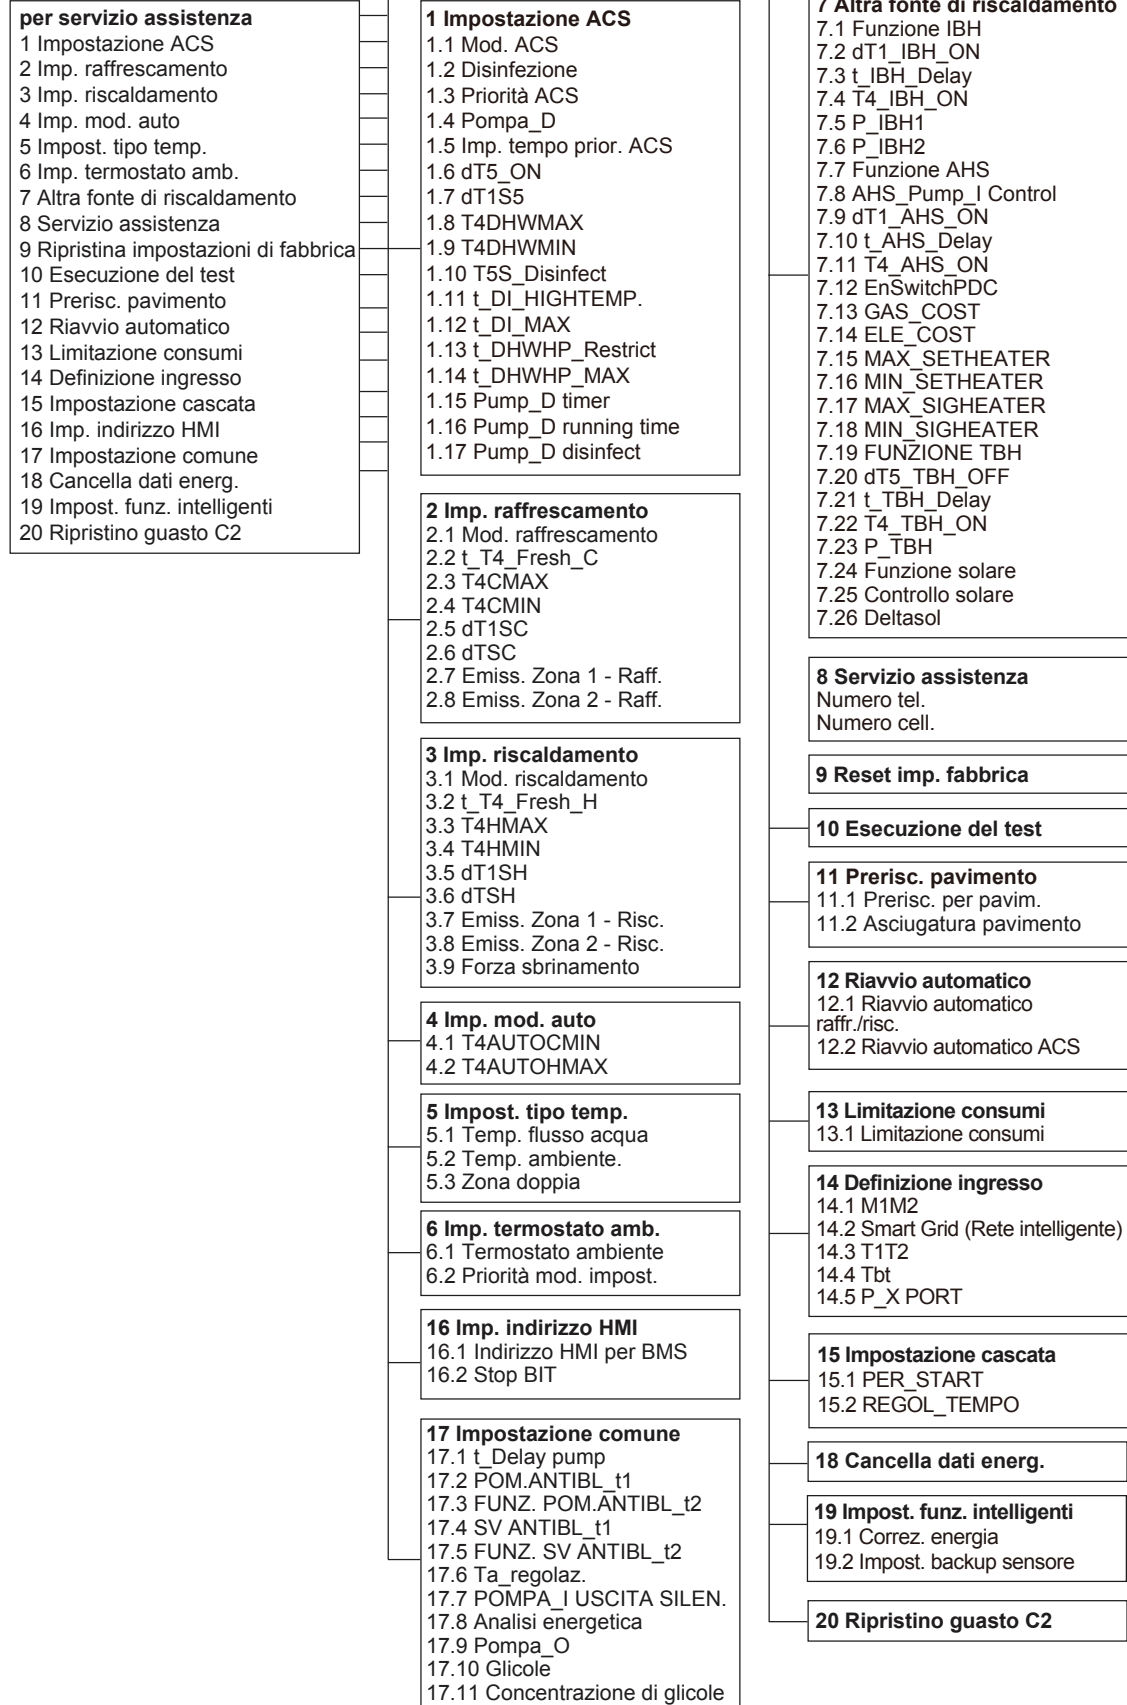 per servizio assistenza
1 Impostazione ACS
2 Imp. raffrescamento
3 Imp. riscaldamento
4 Imp. mod. auto
5 Impost. tipo temp.
6 Imp. termostato amb.
7 Altra fonte di riscaldamento
8 Servizio assistenza
9 Ripristina impostazioni di fabbrica
10 Esecuzione del test
11 Prerisc. pavimento
12 Riavvio automatico
13 Limitazione consumi
14 Definizione ingresso
15 Impostazione cascata
16 Imp. indirizzo HMI
17 Impostazione comune
18 Cancella dati energ.
19 Impost. funz. intelligenti
20 Ripristino guasto C2
1 Impostazione ACS
1.1 Mod. ACS
1.2 Disinfezione
1.3 Priorità ACS
1.4 Pompa_D
1.5 Imp. tempo prior. ACS
1.6 dT5_ON
1.7 dT1S5
1.8 T4DHWMAX
1.9 T4DHWMIN
1.10 T5S_Disinfect
1.11 t_DI_HIGHTEMP.
1.12 t_DI_MAX
1.13 t_DHWHP_Restrict
1.14 t_DHWHP_MAX
1.15 Pump_D timer
1.16 Pump_D running time
1.17 Pump_D disinfect
2 Imp. raffrescamento
2.1 Mod. raffrescamento
2.2 t_T4_Fresh_C
2.3 T4CMAX
2.4 T4CMIN
2.5 dT1SC
2.6 dTSC
2.7 Emiss. Zona 1 - Raff.
2.8 Emiss. Zona 2 - Raff.
3 Imp. riscaldamento
3.1 Mod. riscaldamento
3.2 t_T4_Fresh_H
3.3 T4HMAX
3.4 T4HMIN
3.5 dT1SH
3.6 dTSH
3.7 Emiss. Zona 1 - Risc.
3.8 Emiss. Zona 2 - Risc.
3.9 Forza sbrinamento
4 Imp. mod. auto
4.1 T4AUTOCMIN
4.2 T4AUTOHMAX
5 Impost. tipo temp.
5.1 Temp. flusso acqua
5.2 Temp. ambiente.
5.3 Zona doppia
6 Imp. termostato amb.
6.1 Termostato ambiente
6.2 Priorità mod. impost.
16 Imp. indirizzo HMI
16.1 Indirizzo HMI per BMS
16.2 Stop BIT
17 Impostazione comune
17.1 t_Delay pump
17.2 POM.ANTIBL_t1
17.3 FUNZ. POM.ANTIBL_t2
17.4 SV ANTIBL_t1
17.5 FUNZ. SV ANTIBL_t2
17.6 Ta_regolaz.
17.7 POMPA_I USCITA SILEN.
17.8 Analisi energetica
17.9 Pompa_O
17.10 Glicole
17.11 Concentrazione di glicole
7 Altra fonte di riscaldamento
7.1 Funzione IBH
7.2 dT1_IBH_ON
7.3 t_IBH_Delay
7.4 T4_IBH_ON
7.5 P_IBH1
7.6 P_IBH2
7.7 Funzione AHS
7.8 AHS_Pump_I Control
7.9 dT1_AHS_ON
7.10 t_AHS_Delay
7.11 T4_AHS_ON
7.12 EnSwitchPDC
7.13 GAS_COST
7.14 ELE_COST
7.15 MAX_SETHEATER
7.16 MIN_SETHEATER
7.17 MAX_SIGHEATER
7.18 MIN_SIGHEATER
7.19 FUNZIONE TBH
7.20 dT5_TBH_OFF
7.21 t_TBH_Delay
7.22 T4_TBH_ON
7.23 P_TBH
7.24 Funzione solare
7.25 Controllo solare
7.26 Deltasol
8 Servizio assistenza
Numero tel.
Numero cell.
9 Reset imp. fabbrica
10 Esecuzione del test
11 Prerisc. pavimento
11.1 Prerisc. per pavim.
11.2 Asciugatura pavimento
12 Riavvio automatico
12.1 Riavvio automatico
raffr./risc.
12.2 Riavvio automatico ACS
13 Limitazione consumi
13.1 Limitazione consumi
14 Definizione ingresso
14.1 M1M2
14.2 Smart Grid (Rete intelligente)
14.3 T1T2
14.4 Tbt
14.5 P_X PORT
15 Impostazione cascata
15.1 PER_START
15.2 REGOL_TEMPO
18 Cancella dati energ.
19 Impost. funz. intelligenti
19.1 Correz. energia
19.2 Impost. backup sensore
20 Ripristino guasto C2